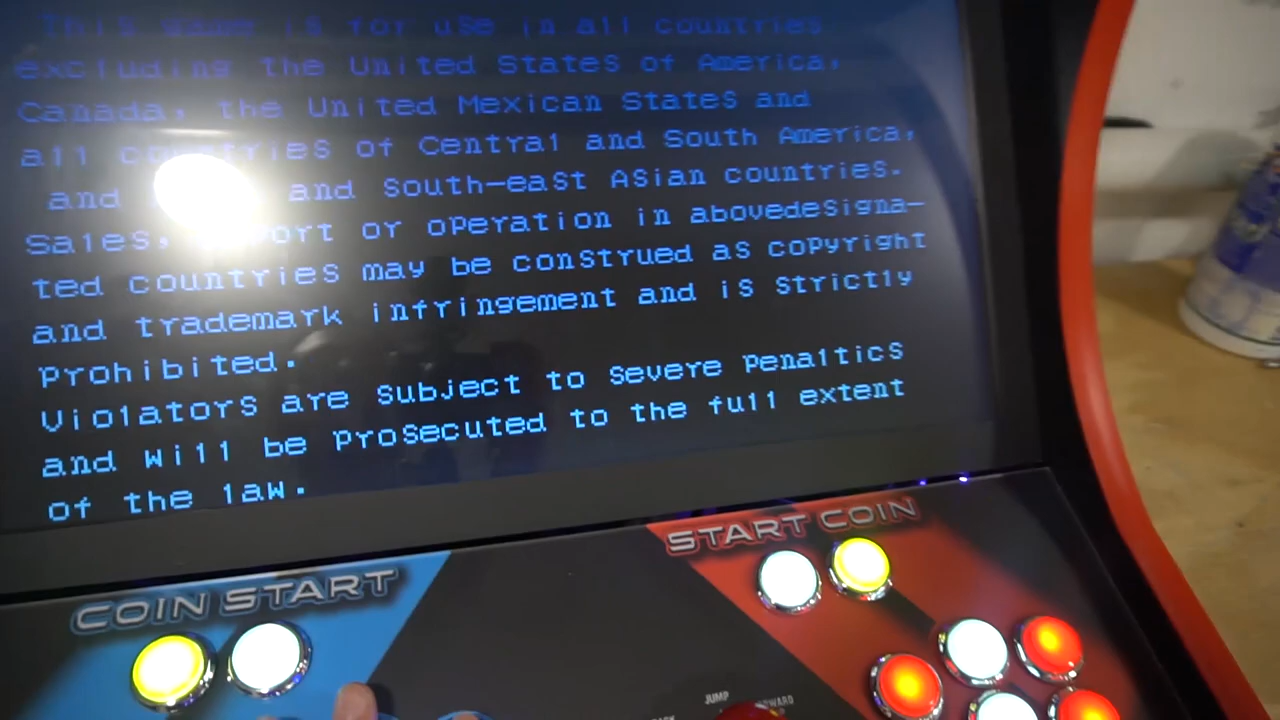 This game is for use in all countries
excluding the United States of America,
Canada, the United Mexican States and
all countries of Central and South America,
and and South-east Asian countries.
Sales, or operation in abovedesigna-
ted countries may be construed as copyright
and trademark infringement and is strictly
Prohibited.
Violators are subject to severe Penaltics
and will be Prosecuted to the full extent
of the law.
START COIN
COIN START
JUMP